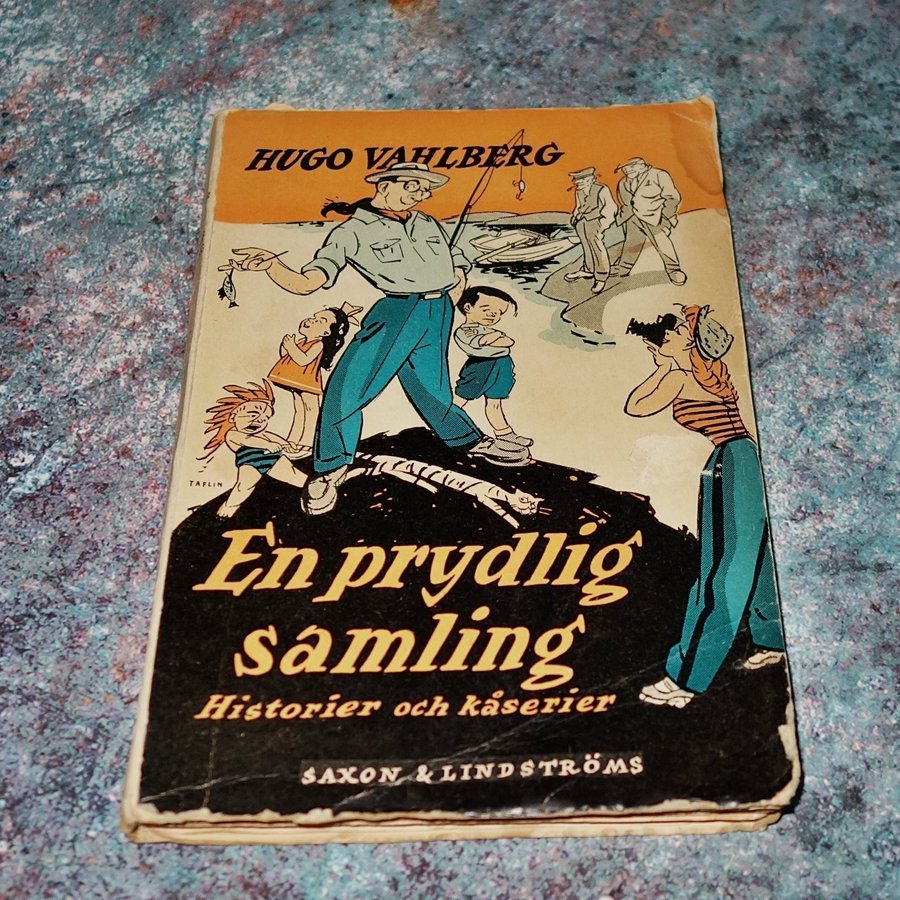 HUGO VAHLBERG
TAFLIN
En prydlig
samling
Historier och kåserier
SAXON & LINDSTRÖMS